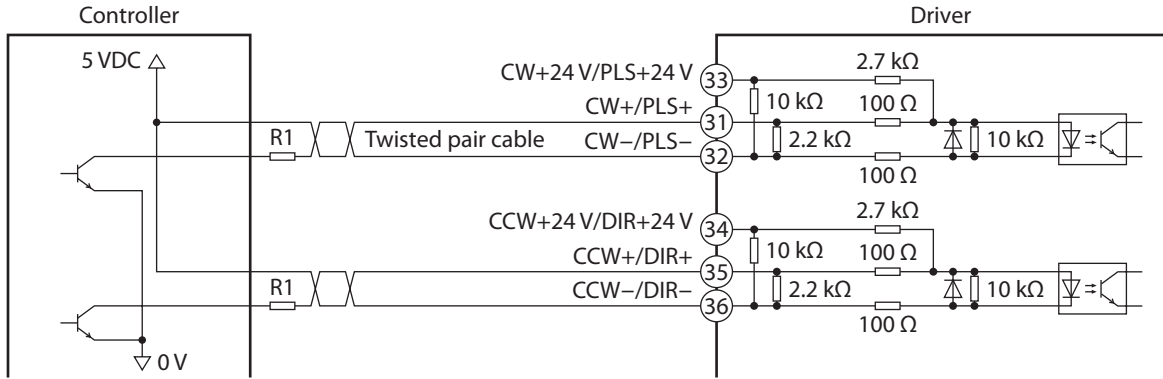 Controller
Driver
5 VDC
CW+24 V/PLS+24 V
33
2.7 kΩ
10 kΩ
CW+/PLS+
31
100 Ω
R1
Twisted pair cable
CW−/PLS−
32
2.2 kΩ
10 kΩ
100 Ω
CCW+24 V/DIR+24 V
34
2.7 kΩ
10 kΩ
CCW+/DIR+
35
100 Ω
R1
CCW−/DIR−
36
2.2 kΩ
10 kΩ
100 Ω
0 V